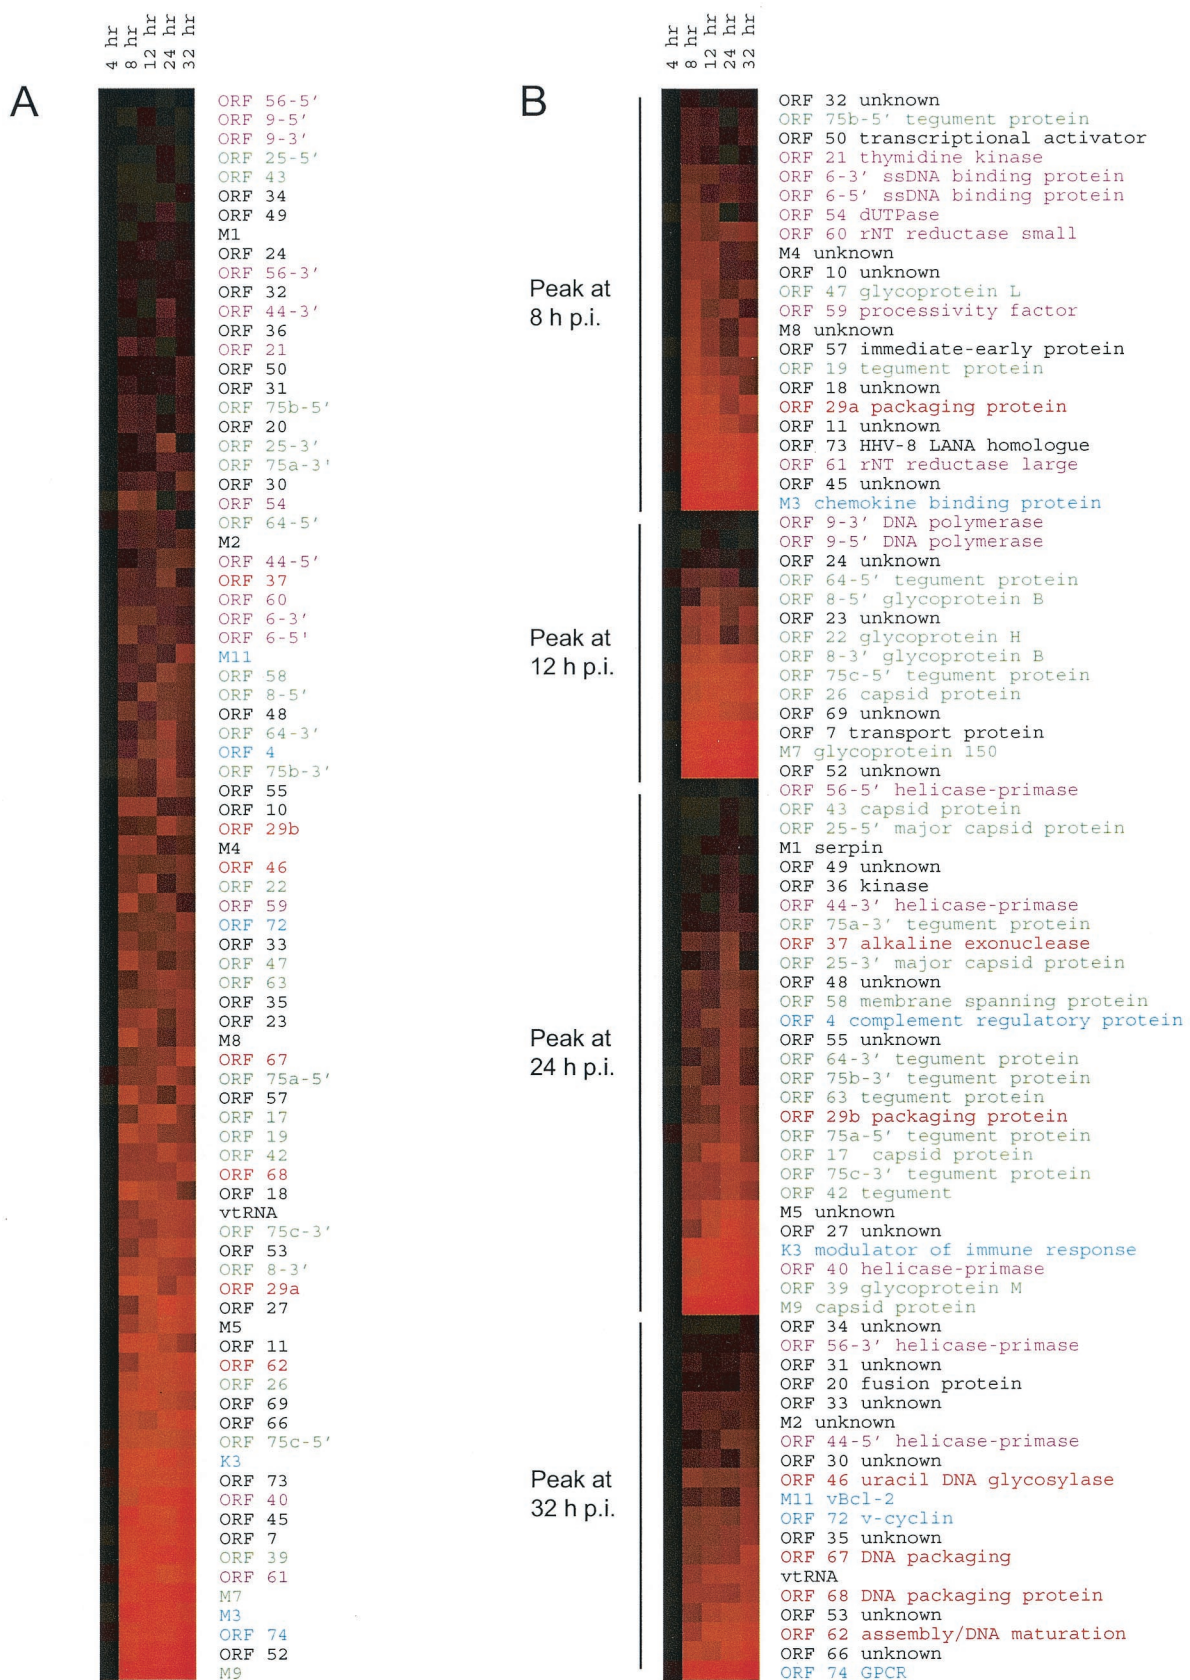 4 hr
8 hr
12 hr
24 hr
32 hr
A
ORF 56-5'
ORF 9-5'
ORF 9-3'
ORF 25-5'
ORF 43
ORF 34
ORF 49
M1
ORF 24
ORF 56-3'
ORF 32
ORF 44-3'
ORF 36
ORF 21
ORF 50
ORF 31
ORF 75b-5'
ORF 20
ORF 25-3'
ORF 75a-3'
ORF 30
ORF 54
ORF 64-5'
M2
ORF 44-5'
ORF 37
ORF 60
ORF 6-3'
ORF 6-5'
M11
ORF 58
ORF 8-5'
ORF 48
ORF 64-3'
ORF 4
ORF 75b-3'
ORF 55
ORF 10
ORF 29b
M4
ORF 46
ORF 22
ORF 59
ORF 72
ORF 33
ORF 47
ORF 63
ORF 35
ORF 23
M8
ORF 67
ORF 75a-5'
ORF 57
ORF 17
ORF 19
ORF 42
ORF 68
ORF 18
vtRNA
ORF 75c-3'
ORF 53
ORF 8-3'
ORF 29a
ORF 27
M5
ORF 11
ORF 62
ORF 26
ORF 69
ORF 66
ORF 75c-5'
K3
ORF 73
ORF 40
ORF 45
ORF 7
ORF 39
ORF 61
M7
M3
ORF 74
ORF 52
M9
4 hr
8 hr
12 hr
24 hr
32 hr
B
Peak at
8 h p.i.
ORF 32 unknown
ORF 75b-5' tegument protein
ORF 50 transcriptional activator
ORF 21 thymidine kinase
ORF 6-3' ssDNA binding protein
ORF 6-5' ssDNA binding protein
ORF 54 dUTPase
ORF 60 rNT reductase small
M4 unknown
ORF 10 unknown
ORF 47 glycoprotein L
ORF 59 processivity factor
M8 unknown
ORF 57 immediate-early protein
ORF 19 tegument protein
ORF 18 unknown
ORF 29a packaging protein
ORF 11 unknown
ORF 73 HHV-8 LANA homologue
ORF 61 rNT reductase large
ORF 45 unknown
M3 chemokine binding protein
Peak at
12 h p.i.
ORF 9-3' DNA polymerase
ORF 9-5' DNA polymerase
ORF 24 unknown
ORF 64-5' tegument protein
ORF 8-5' glycoprotein B
ORF 23 unknown
ORF 22 glycoprotein H
ORF 8-3' glycoprotein B
ORF 75c-5' tegument protein
ORF 26 capsid protein
ORF 69 unknown
ORF 7 transport protein
M7 glycoprotein 150
ORF 52 unknown
Peak at
24 h p.i.
ORF 56-5' helicase-primase
ORF 43 capsid protein
ORF 25-5' major capsid protein
M1 serpin
ORF 49 unknown
ORF 36 kinase
ORF 44-3' helicase-primase
ORF 75a-3' tegument protein
ORF 37 alkaline exonuclease
ORF 25-3' major capsid protein
ORF 48 unknown
ORF 58 membrane spanning protein
ORF 4 complement regulatory protein
ORF 55 unknown
ORF 64-3' tegument protein
ORF 75b-3' tegument protein
ORF 63 tegument protein
ORF 29b packaging protein
ORF 75a-5' tegument protein
ORF 17 capsid protein
ORF 75c-3' tegument protein
ORF 42 tegument
M5 unknown
ORF 27 unknown
K3 modulator of immune response
ORF 40 helicase-primase
ORF 39 glycoprotein M
M9 capsid protein
Peak at
32 h p.i.
ORF 34 unknown
ORF 56-3' helicase-primase
ORF 31 unknown
ORF 20 fusion protein
ORF 33 unknown
M2 unknown
ORF 44-5' helicase-primase
ORF 30 unknown
ORF 46 uracil DNA glycosylase
M11 vBcl-2
ORF 72 v-cyclin
ORF 35 unknown
ORF 67 DNA packaging
vtRNA
ORF 68 DNA packaging protein
ORF 53 unknown
ORF 62 assembly/DNA maturation
ORF 66 unknown
ORF 74 GPCR